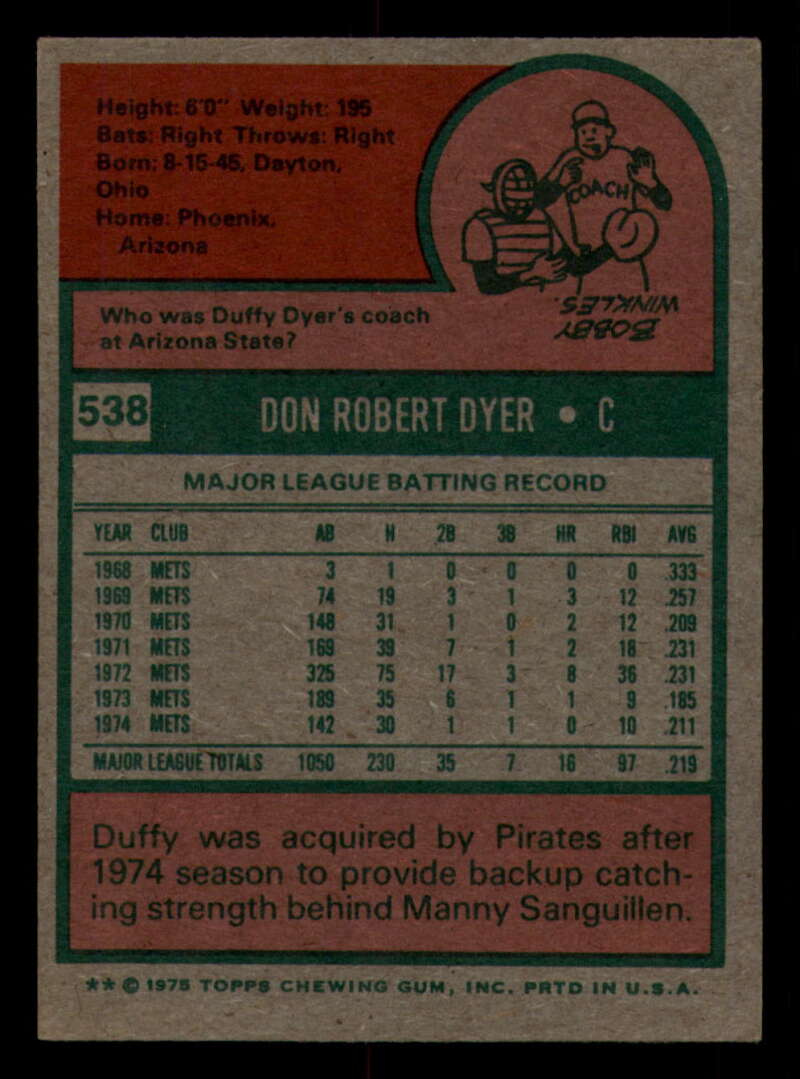 Height: 6'0" Weight: 195
Bats: Right Throws: Right
Born: 8-15-45, Dayton,
Ohio
Home: Phoenix,
Arizona
COACH
BOBBY
WINKLES.
Who was Duffy Dyer's coach
at Arizona State?
538 DON ROBERT DYER • C
MAJOR LEAGUE BATTING RECORD
YEAR CLUB AB H 2B 3B HR RBI AVG
1968 METS 3 1 0 0 0 0 .333
1969 METS 74 19 3 1 3 12 .257
1970 METS 148 31 1 0 2 12 .209
1971 METS 169 39 7 1 2 18 .231
1972 METS 325 75 17 3 8 36 .231
1973 METS 189 35 6 1 1 9 .185
1974 METS 142 30 1 1 0 10 .211
MAJOR LEAGUE TOTALS 1050 230 35 7 16 97 .219
Duffy was acquired by Pirates after
1974 season to provide backup catch-
ing strength behind Manny Sanguillen.
** © 1975 TOPPS CHEWING GUM, INC. PRTD IN U.S.A.